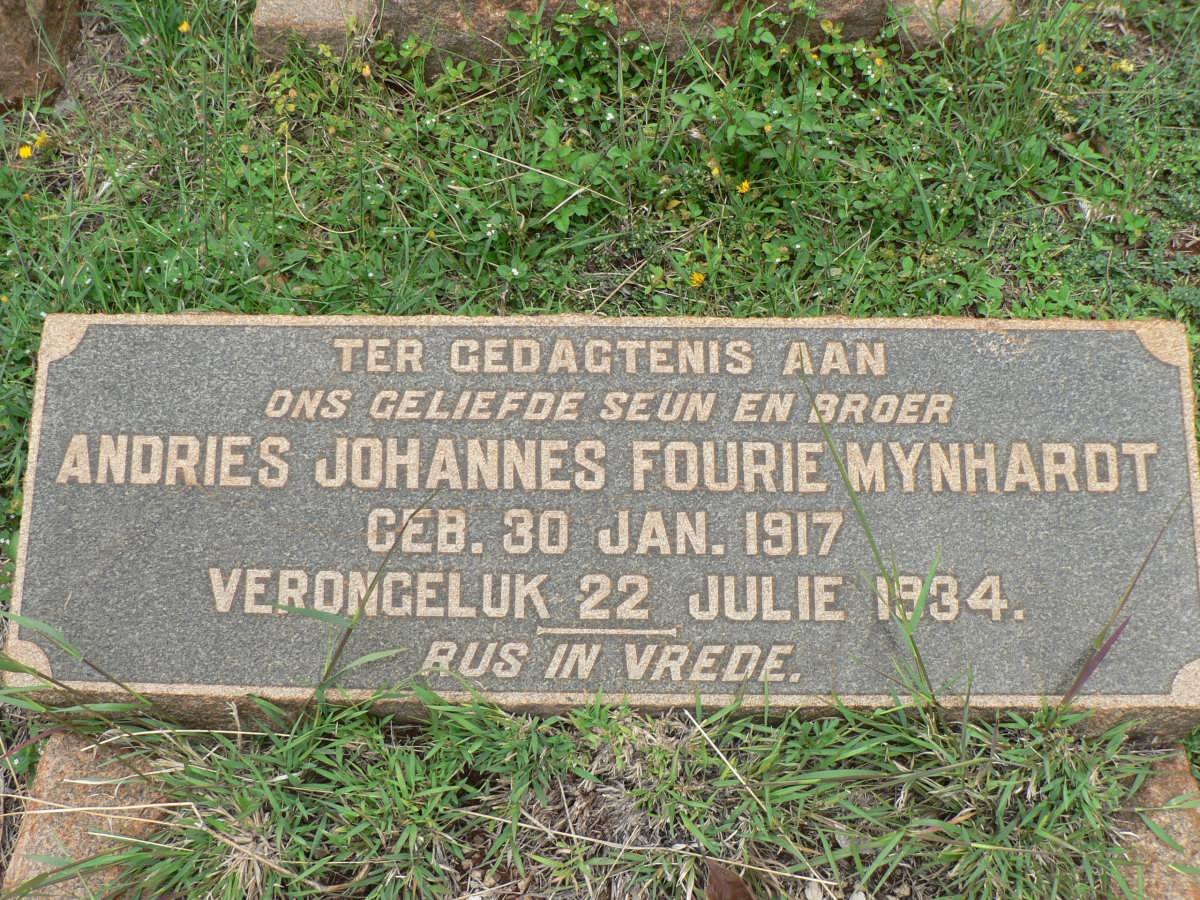 TER GEDAGTENIS AAN
ONS GELIEFDE SEUN EN BROER
ANDRIES JOHANNES FOURIE MYNHARDT
GEB. 30 JAN. 1917
VERONGELUK 22 JULIE 1934.
RUS IN VREDE.